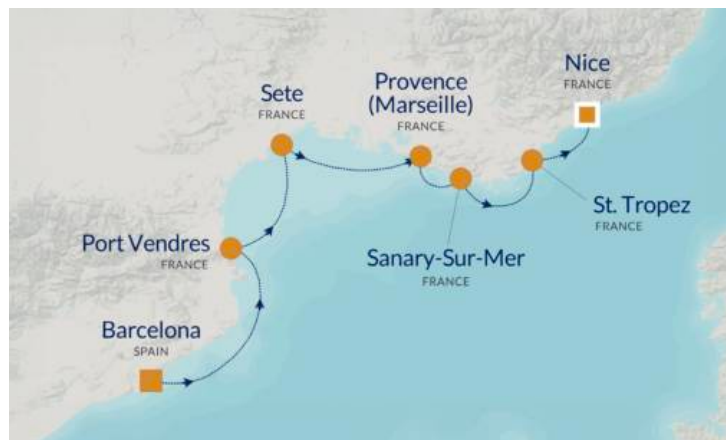 Nice
FRANCE
Provence
(Marseille)
FRANCE
Sete
FRANCE
St. Tropez
FRANCE
Port Vendres
FRANCE
Sanary-Sur-Mer
FRANCE
Barcelona
SPAIN